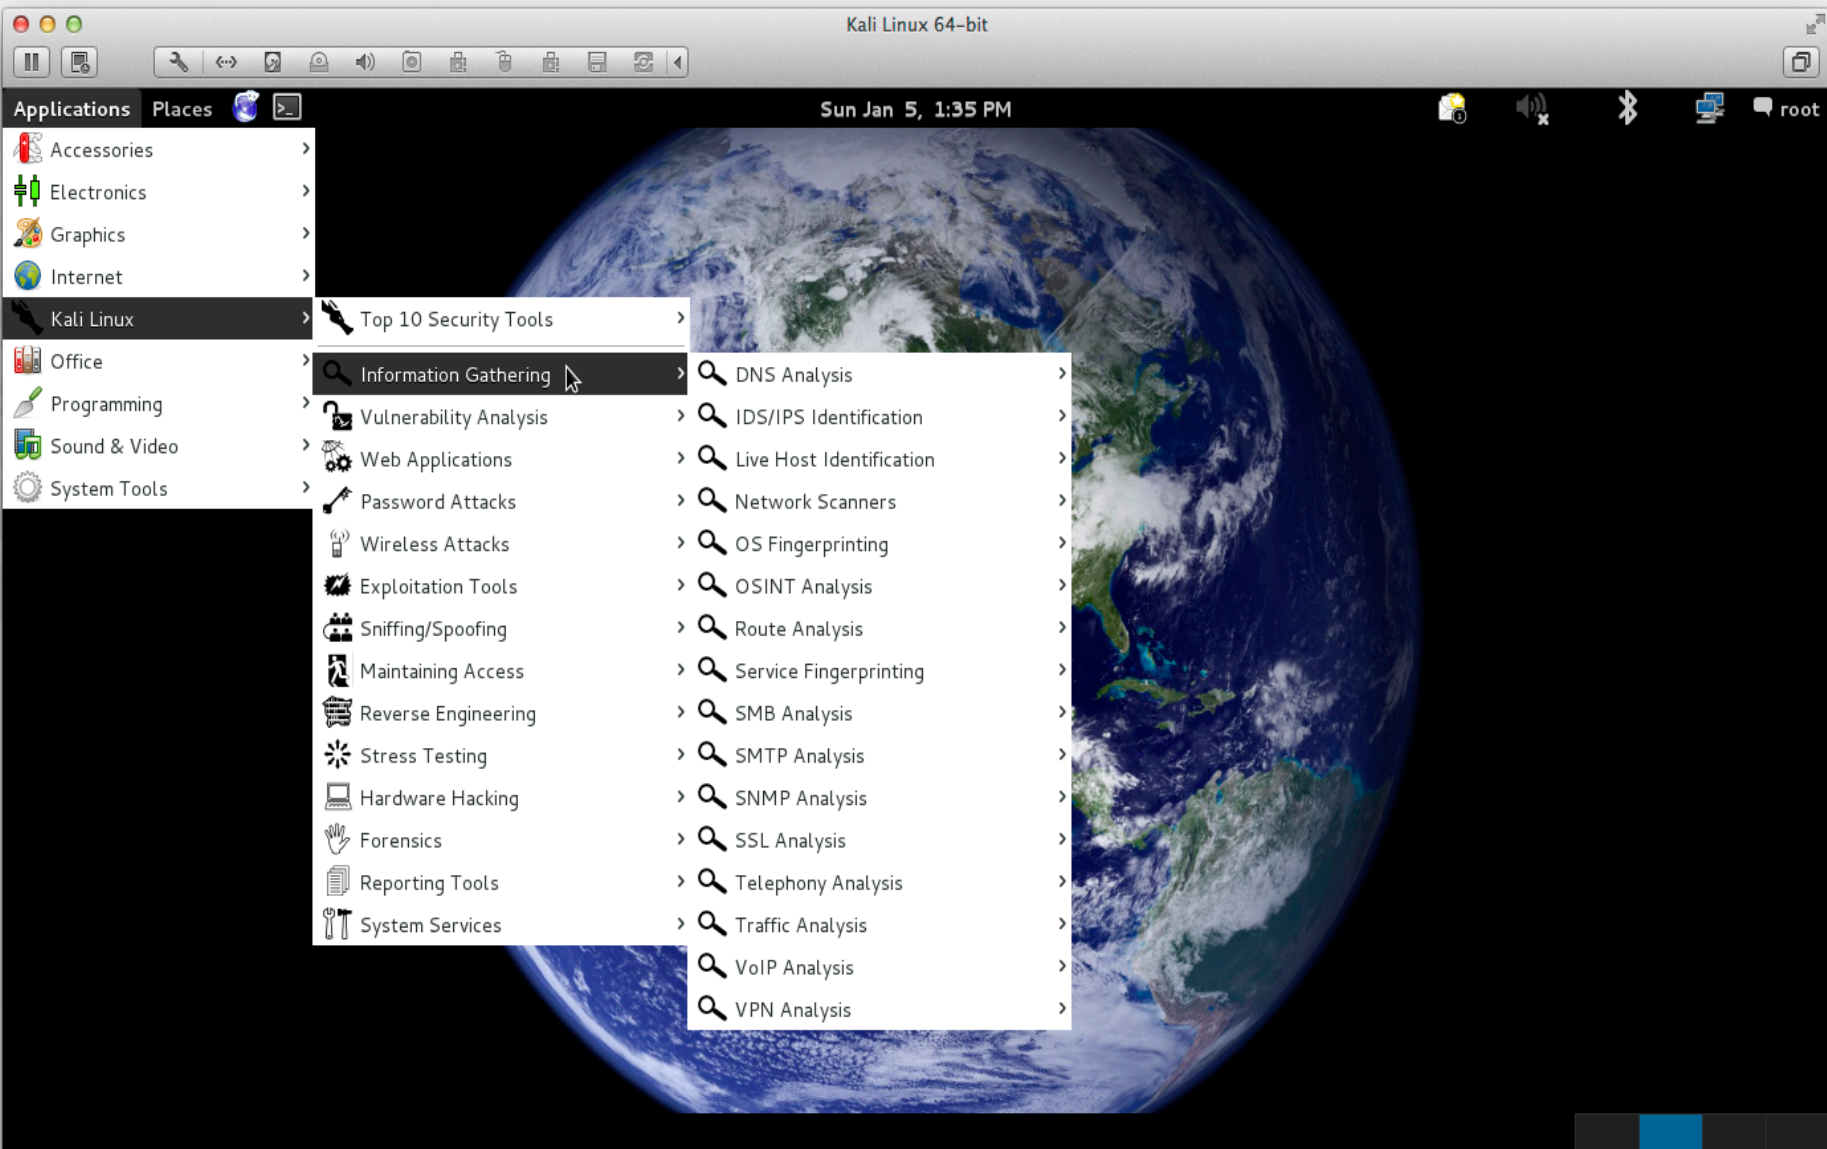 Kali Linux 64-bit
Applications Places Sun Jan 5, 1:35 PM root
Accessories
Electronics
Graphics
Internet
Kali Linux
Office
Programming
Sound & Video
System Tools
Top 10 Security Tools
Information Gathering
Vulnerability Analysis
Web Applications
Password Attacks
Wireless Attacks
Exploitation Tools
Sniffing/Spoofing
Maintaining Access
Reverse Engineering
Stress Testing
Hardware Hacking
Forensics
Reporting Tools
System Services
DNS Analysis
IDS/IPS Identification
Live Host Identification
Network Scanners
OS Fingerprinting
OSINT Analysis
Route Analysis
Service Fingerprinting
SMB Analysis
SMTP Analysis
SNMP Analysis
SSL Analysis
Telephony Analysis
Traffic Analysis
VoIP Analysis
VPN Analysis